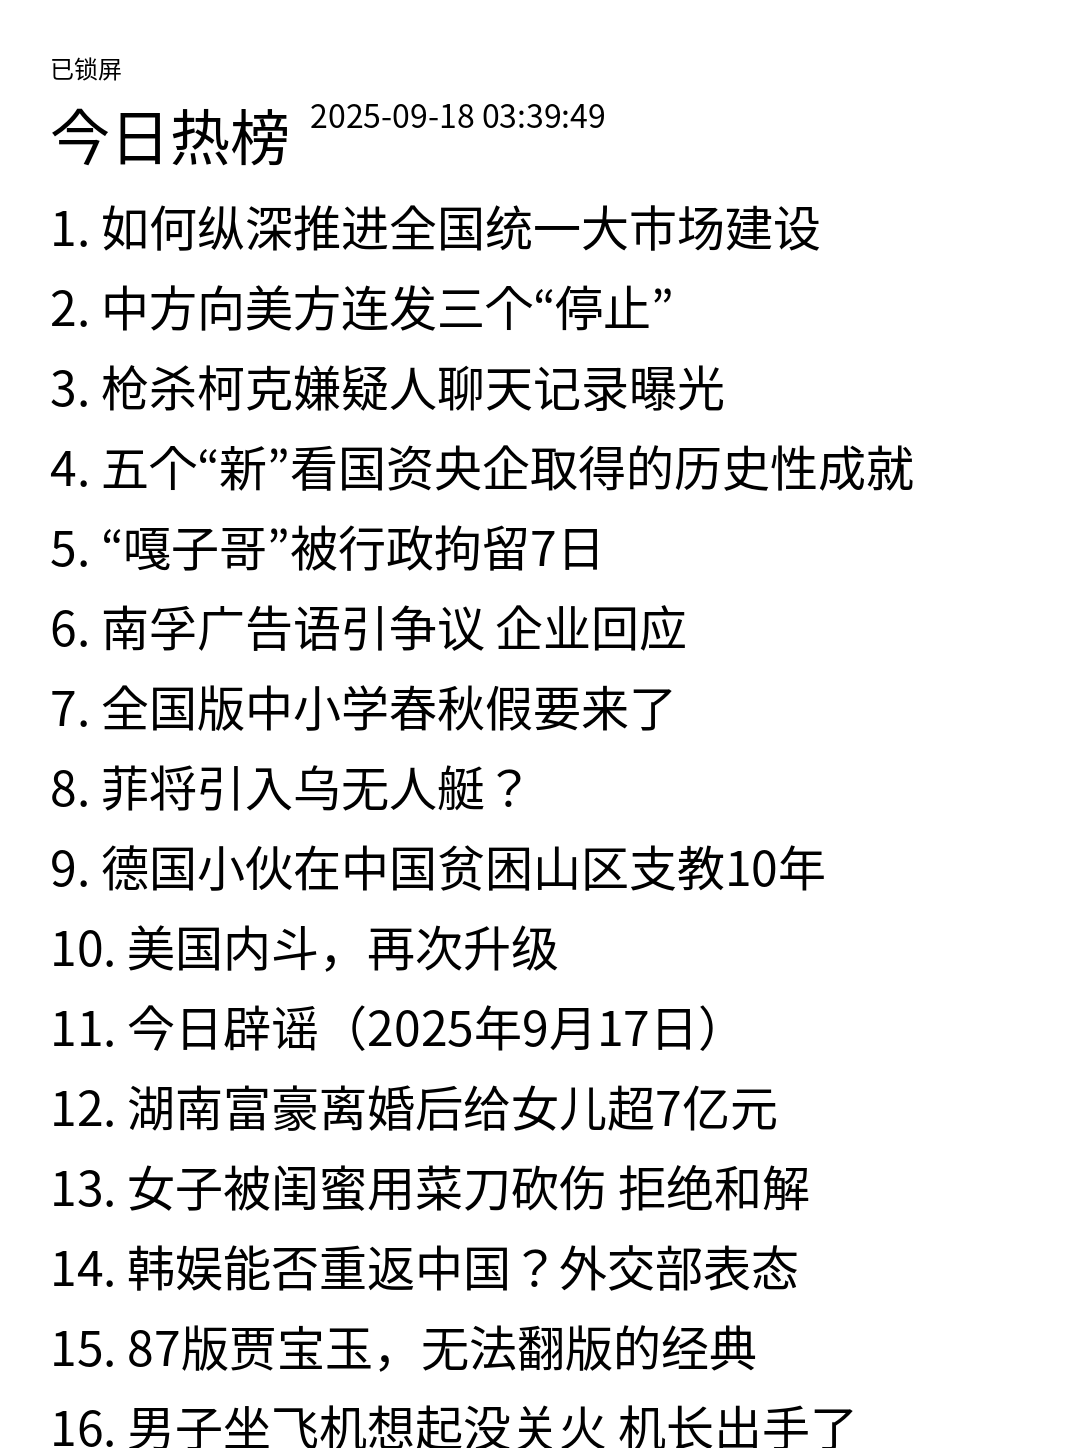 已锁屏
今日热榜 2025-09-18 03:39:49
1. 如何纵深推进全国统一大市场建设
2. 中方向美方连发三个“停止”
3. 枪杀柯克嫌疑人聊天记录曝光
4. 五个“新”看国资央企取得的历史性成就
5. “嘎子哥”被行政拘留7日
6. 南孚广告语引争议 企业回应
7. 全国版中小学春秋假要来了
8. 菲将引入乌无人艇？
9. 德国小伙在中国贫困山区支教10年
10. 美国内斗，再次升级
11. 今日辟谣（2025年9月17日）
12. 湖南富豪离婚后给女儿超7亿元
13. 女子被闺蜜用菜刀砍伤 拒绝和解
14. 韩娱能否重返中国？外交部表态
15. 87版贾宝玉，无法翻版的经典
16. 男子坐飞机想起没关火 机长出手了